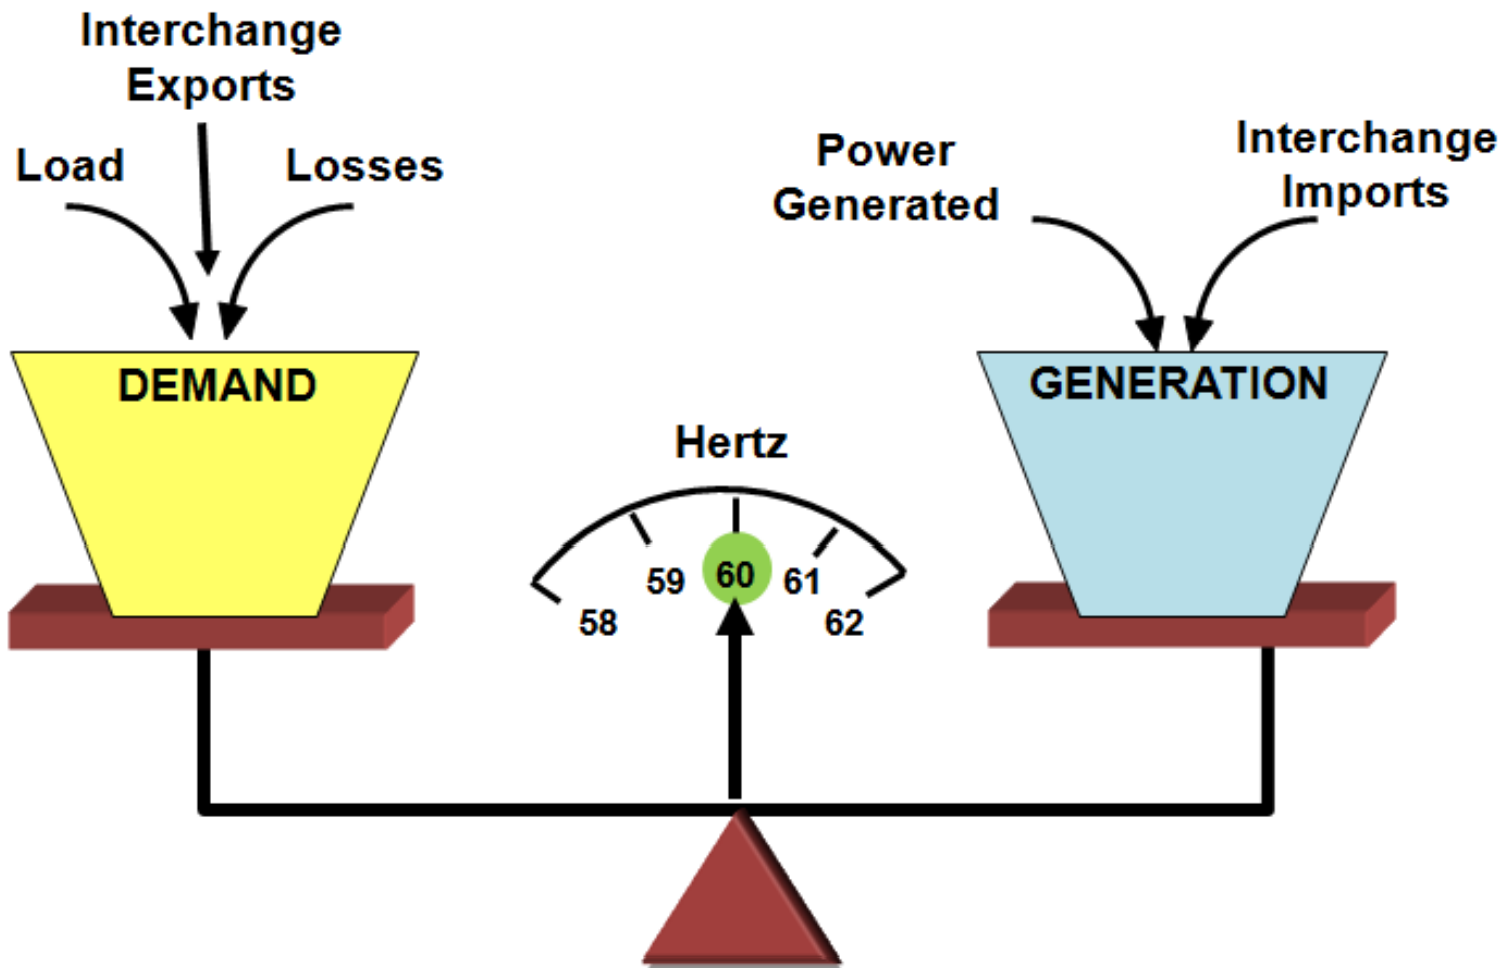 Interchange
Exports
Load
Losses
Power
Generated
Interchange
Imports
DEMAND
GENERATION
Hertz
58
59
60
61
62